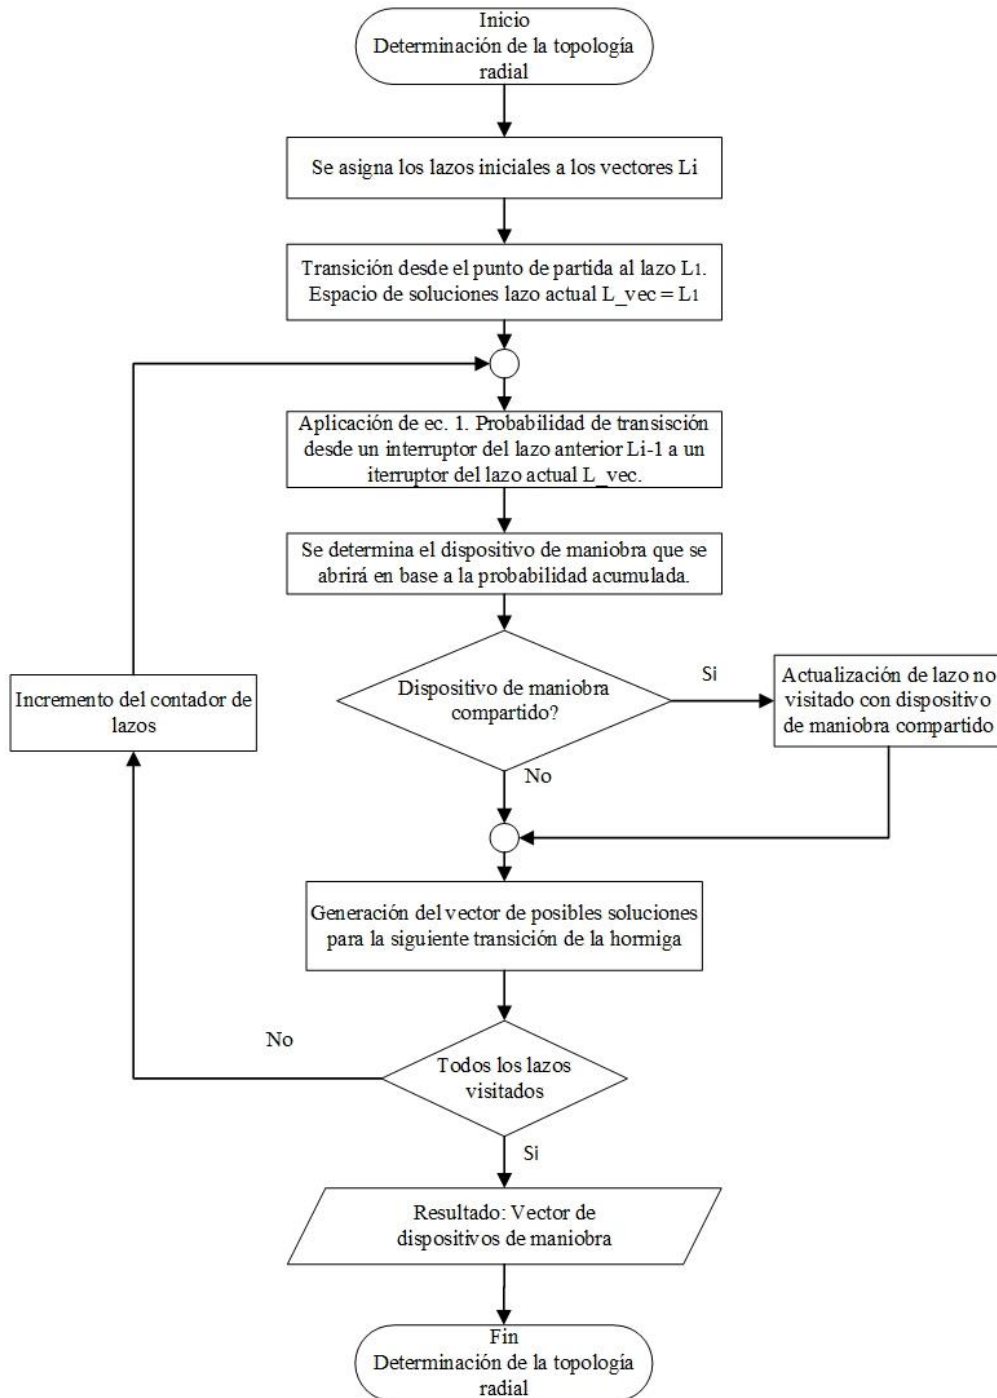 Inicio
Determinación de la topología
radial
Se asigna los lazos iniciales a los vectores Li
Transición desde el punto de partida al lazo L1.
Espacio de soluciones lazo actual L_vec = L1
Aplicación de ec. 1. Probabilidad de transisción
desde un interruptor del lazo anterior Li-1 a un
iterruptor del lazo actual L_vec.
Se determina el dispositivo de maniobra que se
abrirá en base a la probabilidad acumulada.
Dispositivo de maniobra
compartido?
Si
Actualización de lazo no
visitado con dispositivo
de maniobra compartido
No
Incremento del contador de
lazos
Generación del vector de posibles soluciones
para la siguiente transición de la hormiga
Todos los lazos
visitados
No
Si
Resultado: Vector de
dispositivos de maniobra
Fin
Determinación de la topología
radial